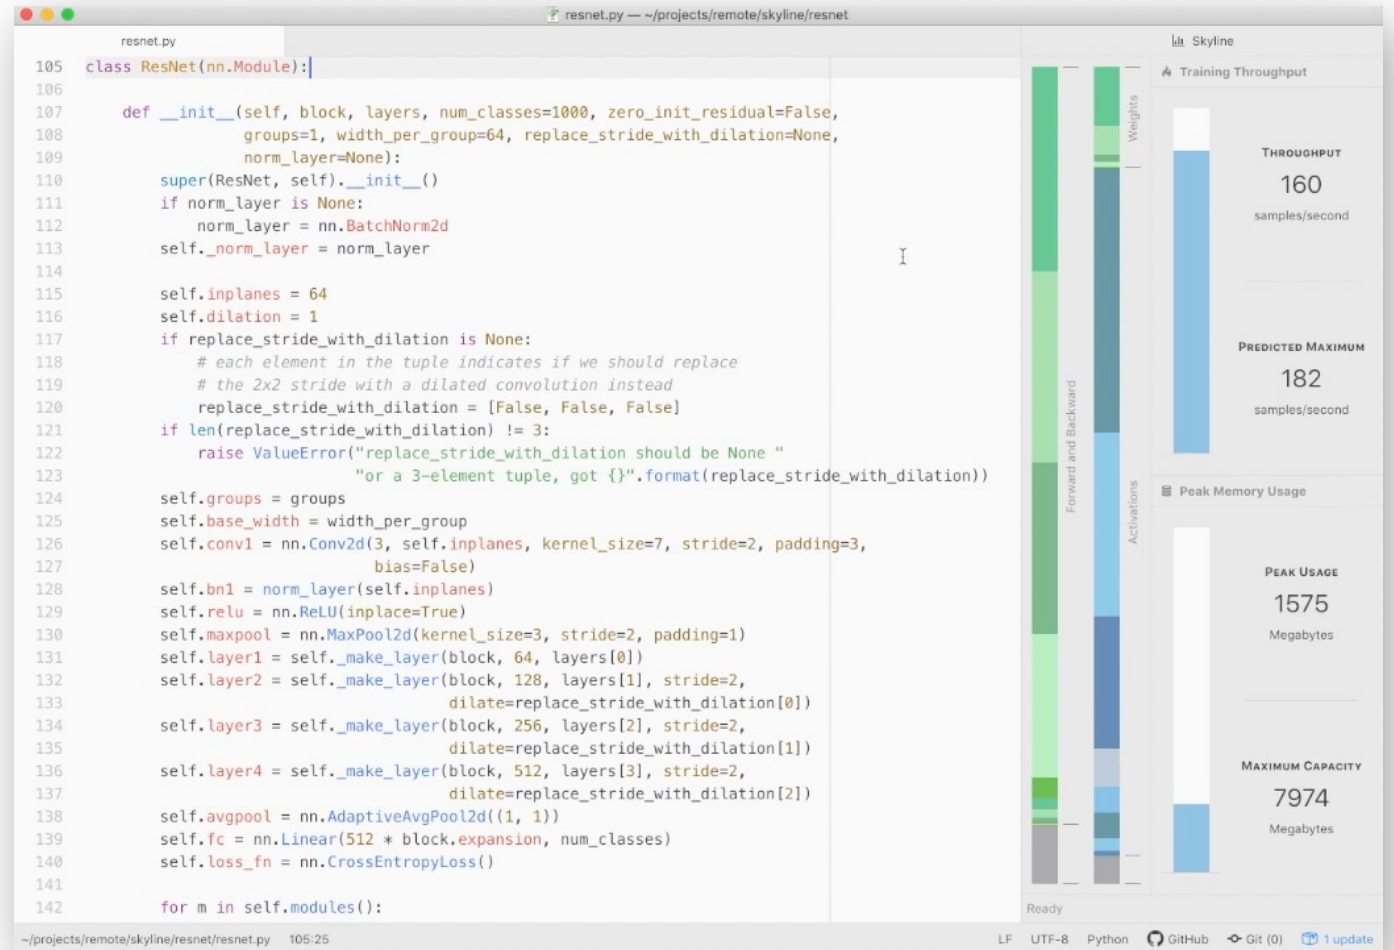 resnet.py — ~/projects/remote/skyline/resnet
resnet.py
105 class ResNet(nn.Module):
106
107     def __init__(self, block, layers, num_classes=1000, zero_init_residual=False,
108                  groups=1, width_per_group=64, replace_stride_with_dilation=None,
109                  norm_layer=None):
110         super(ResNet, self).__init__()
111         if norm_layer is None:
112             norm_layer = nn.BatchNorm2d
113         self._norm_layer = norm_layer
114
115         self.inplanes = 64
116         self.dilation = 1
117         if replace_stride_with_dilation is None:
118             # each element in the tuple indicates if we should replace
119             # the 2x2 stride with a dilated convolution instead
120             replace_stride_with_dilation = [False, False, False]
121         if len(replace_stride_with_dilation) != 3:
122             raise ValueError("replace_stride_with_dilation should be None "
123                              "or a 3-element tuple, got {}".format(replace_stride_with_dilation))
124         self.groups = groups
125         self.base_width = width_per_group
126         self.conv1 = nn.Conv2d(3, self.inplanes, kernel_size=7, stride=2, padding=3,
127                                bias=False)
128         self.bn1 = norm_layer(self.inplanes)
129         self.relu = nn.ReLU(inplace=True)
130         self.maxpool = nn.MaxPool2d(kernel_size=3, stride=2, padding=1)
131         self.layer1 = self._make_layer(block, 64, layers[0])
132         self.layer2 = self._make_layer(block, 128, layers[1], stride=2,
133                                        dilate=replace_stride_with_dilation[0])
134         self.layer3 = self._make_layer(block, 256, layers[2], stride=2,
135                                        dilate=replace_stride_with_dilation[1])
136         self.layer4 = self._make_layer(block, 512, layers[3], stride=2,
137                                        dilate=replace_stride_with_dilation[2])
138         self.avgpool = nn.AdaptiveAvgPool2d((1, 1))
139         self.fc = nn.Linear(512 * block.expansion, num_classes)
140         self.loss_fn = nn.CrossEntropyLoss()
141
142         for m in self.modules():
Skyline
Forward and Backward
Weights
Activations
Training Throughput
THROUGHPUT
160
samples/second
PREDICTED MAXIMUM
182
samples/second
Peak Memory Usage
PEAK USAGE
1575
Megabytes
MAXIMUM CAPACITY
7974
Megabytes
Ready
~/projects/remote/skyline/resnet/resnet.py 105:25
LF UTF-8 Python GitHub Git (0) 1 update